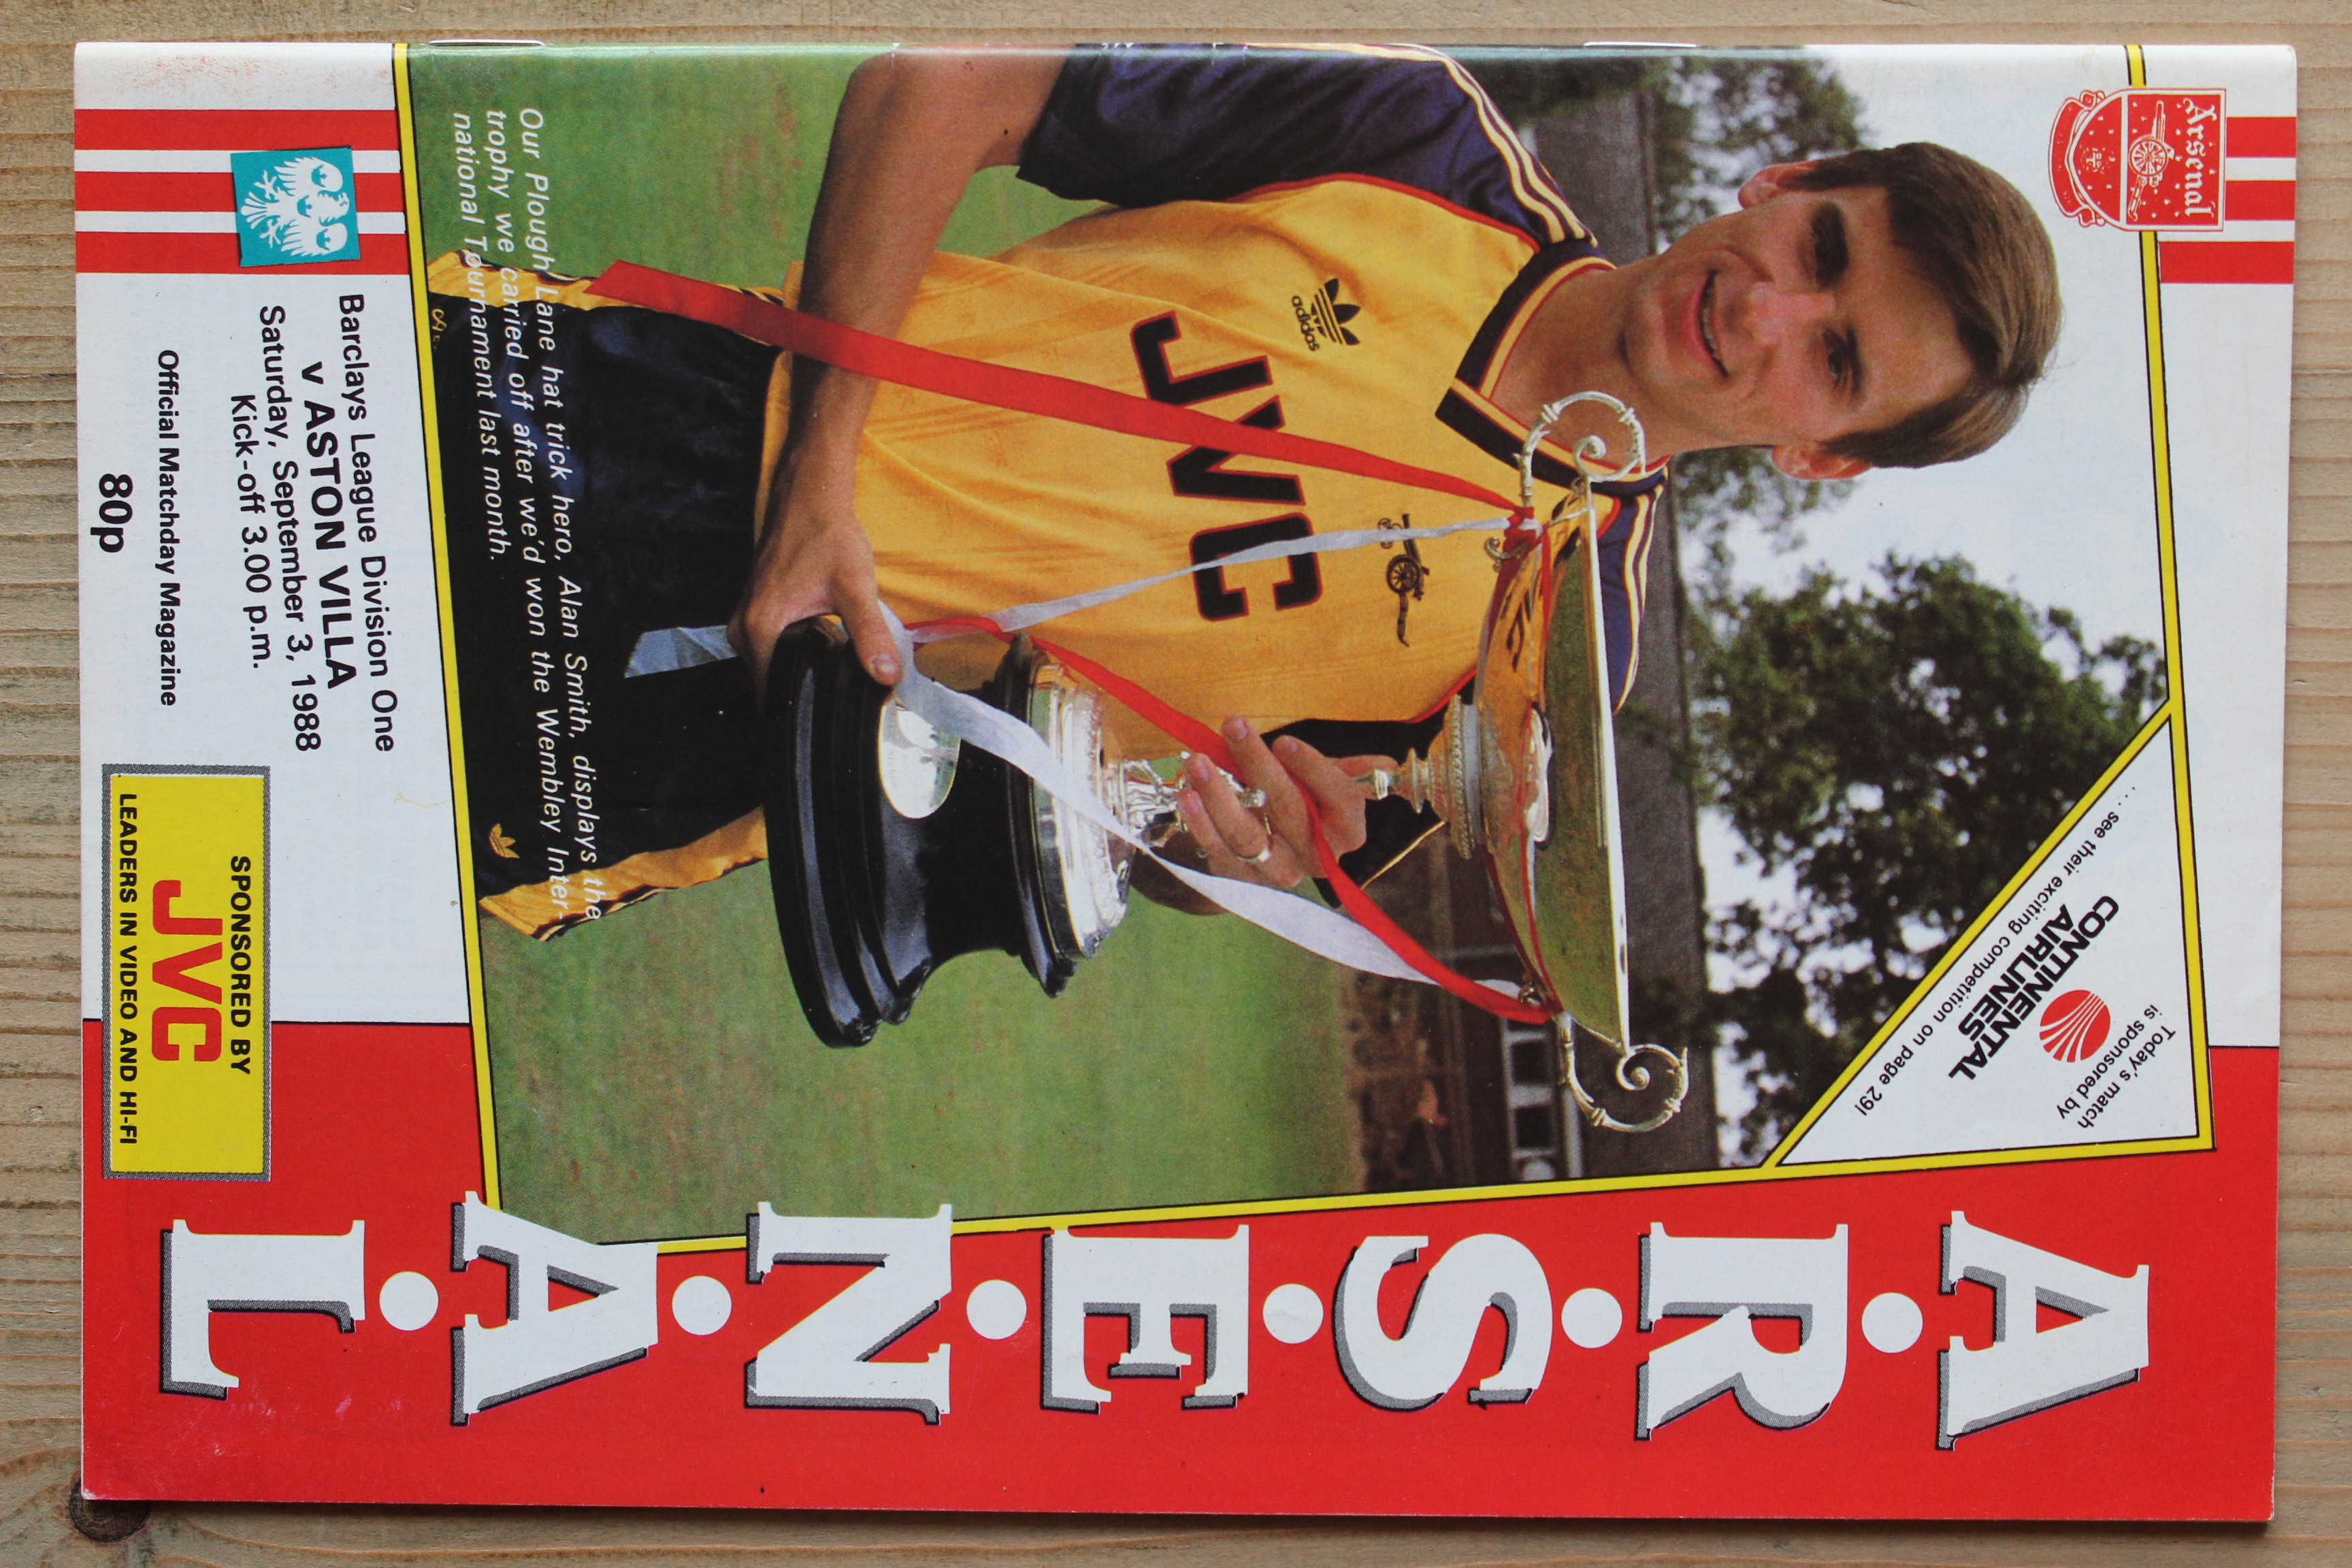 Arsenal
A•R•S•E•N•A•L
Today's match
is sponsored by
CONTINENTAL
AIRLINES
.... see their exciting competition on page 29!
adidas
JVC
Our Plough Lane hat trick hero, Alan Smith, displays the
trophy we carried off after we'd won the Wembley Inter-
national Tournament last month.
Barclays League Division One
v ASTON VILLA
Saturday, September 3, 1988
Kick-off 3.00 p.m.
Official Matchday Magazine
80p
SPONSORED BY
JVC
LEADERS IN VIDEO AND HI-FI